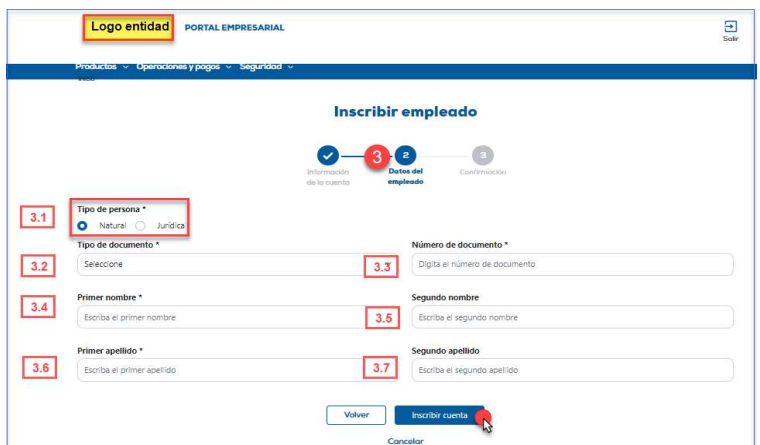 Logo entidad PORTAL EMPRESARIAL
Salir
Productos Operaciones y pagos Seguridad
Inicio
Inscribir empleado
3 2 3
Información de la cuenta
Datos del empleado
Confirmación
3.1 Tipo de persona *
Natural Jurídica
Tipo de documento * Número de documento *
3.2 Seleccione 3.3 Digita el número de documento
Primer nombre * Segundo nombre
3.4 Escriba el primer nombre 3.5 Escriba el segundo nombre
Primer apellido * Segundo apellido
3.6 Escriba el primer apellido 3.7 Escriba el segundo apellido
Volver Inscribir cuenta
Cancelar